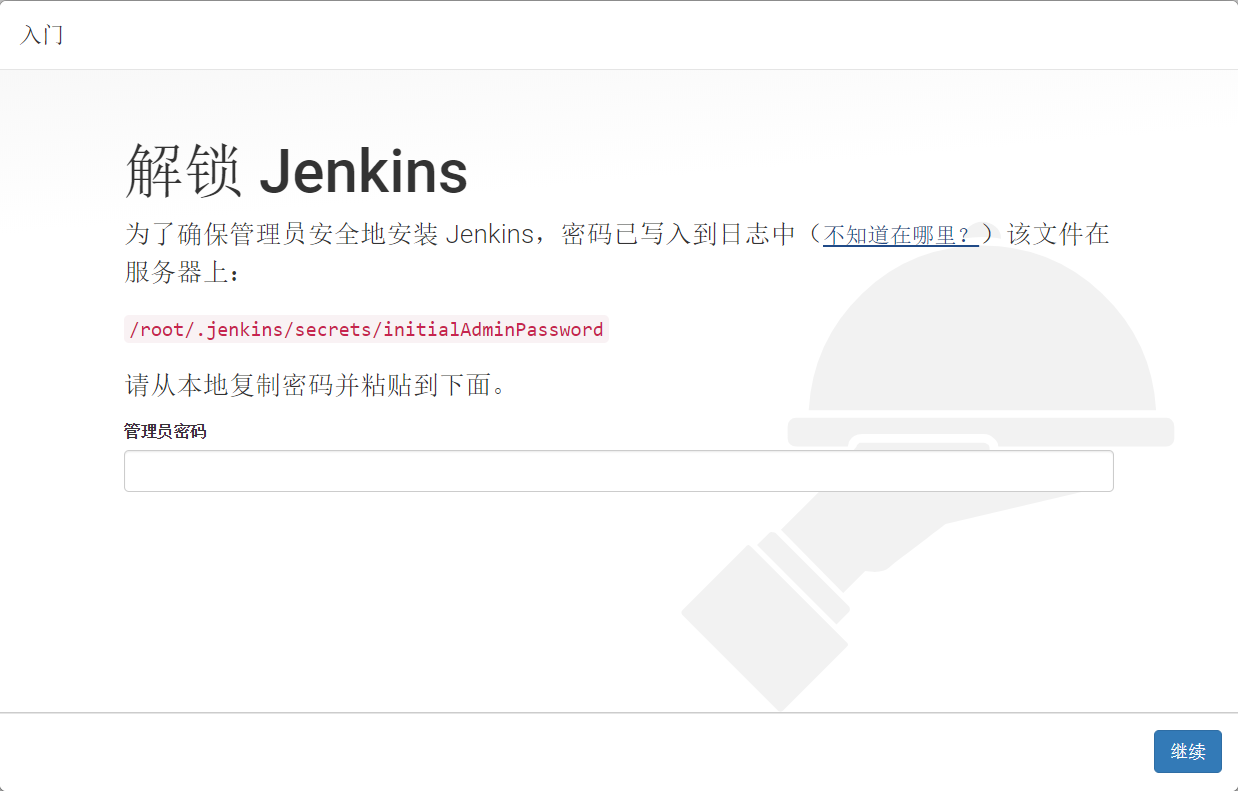 入门
解锁 Jenkins
为了确保管理员安全地安装 Jenkins，密码已写入到日志中（不知道在哪里？）该文件在
服务器上：
/root/.jenkins/secrets/initialAdminPassword
请从本地复制密码并粘贴到下面。
管理员密码
继续